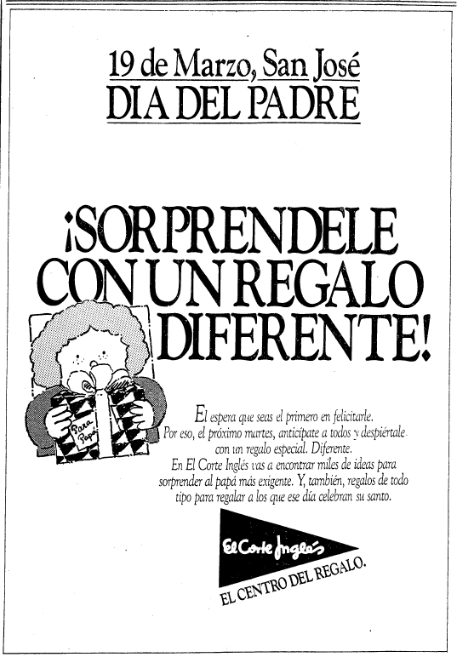 19 de Marzo, San José
DIA DEL PADRE
¡SORPRENDELE
CON UN REGALO
DIFERENTE!
Para
Papá
El espera que seas el primero en felicitarle.
Por eso, el próximo martes, anticípate a todos y despiértale
con un regalo especial. Diferente.
En El Corte Inglés vas a encontrar miles de ideas para
sorprender al papá más exigente. Y, también, regalos de todo
tipo para regalar a los que ese día celebran su santo.
El Corte Inglés
EL CENTRO DEL REGALO.